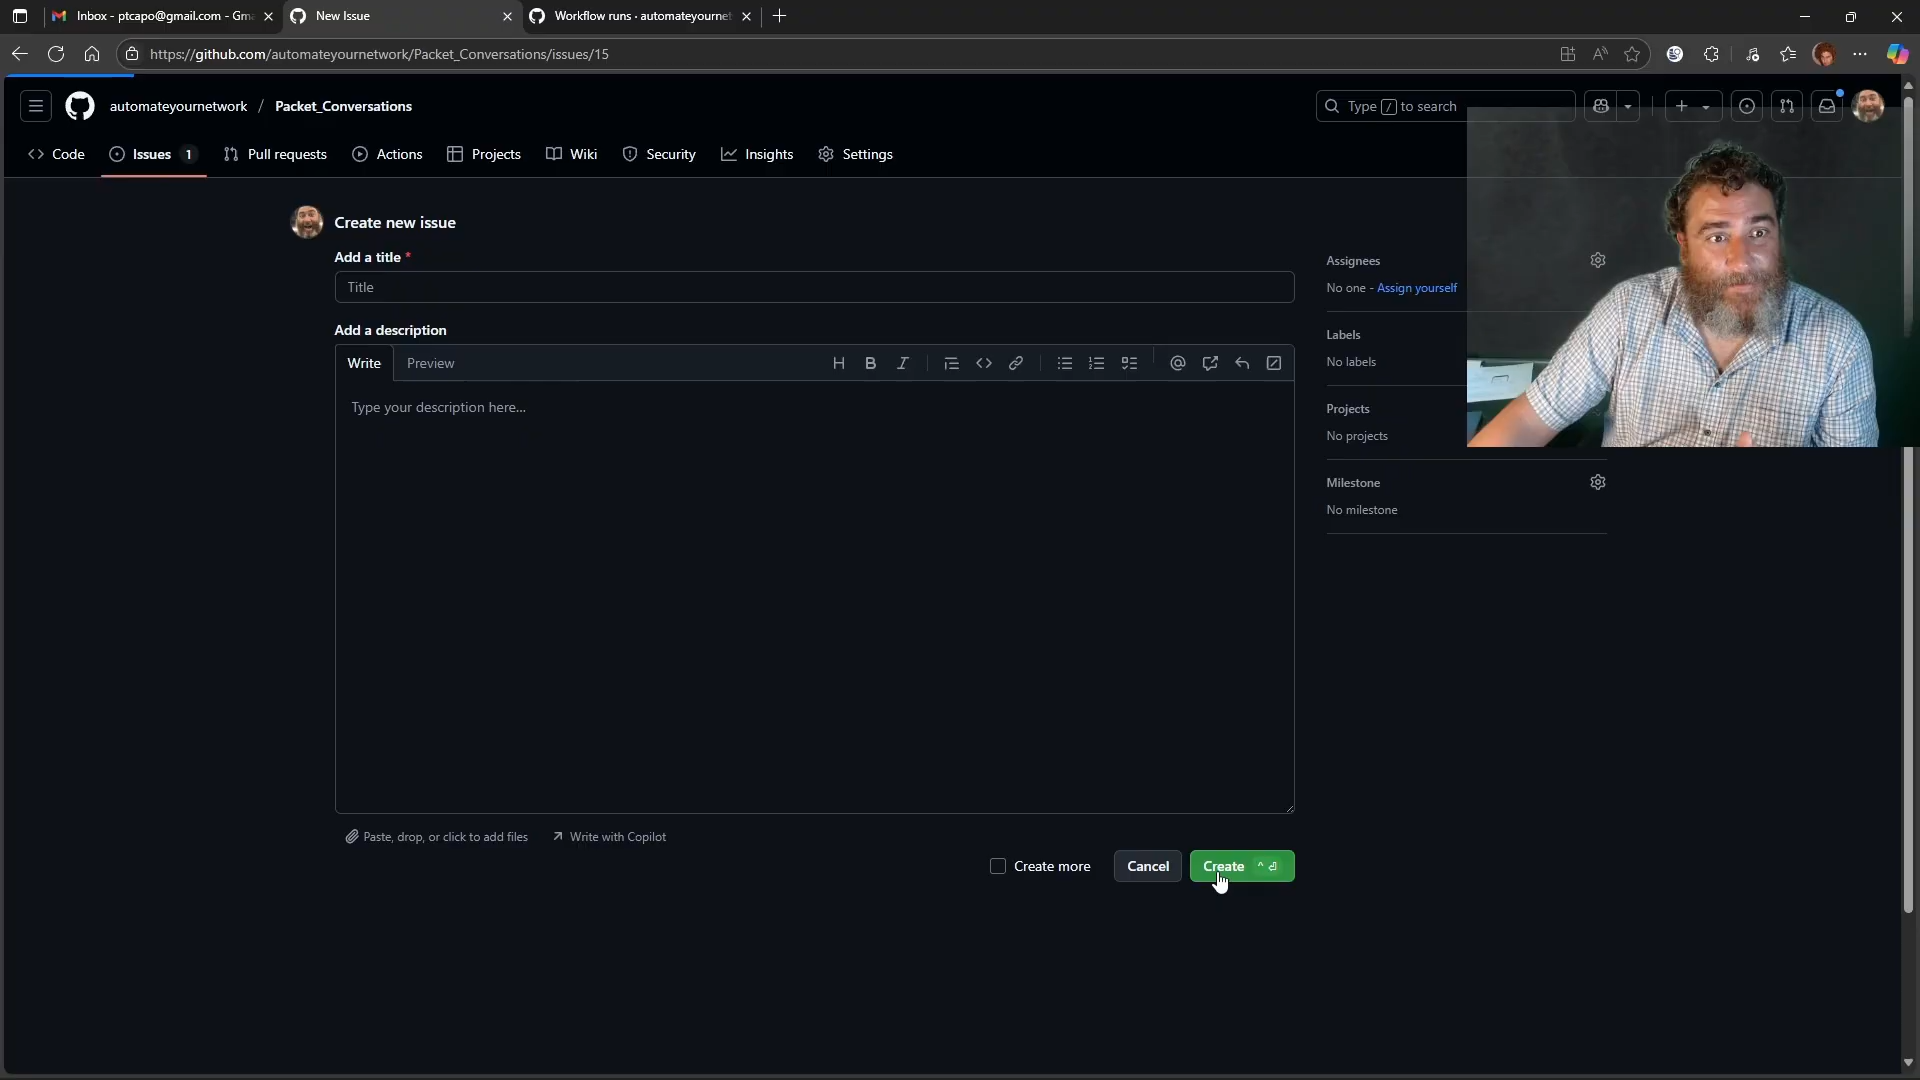 Inbox - ptcapo@gmail.com - Gm
New Issue
Workflow runs · automateyournet
https://github.com/automateyournetwork/Packet_Conversations/issues/15
automateyournetwork / Packet_Conversations
Type / to search
Code
Issues 1
Pull requests
Actions
Projects
Wiki
Security
Insights
Settings
Create new issue
Add a title *
Title
Add a description
Write
Preview
Type your description here...
Paste, drop, or click to add files
Write with Copilot
Create more
Cancel
Create
Assignees
No one - Assign yourself
Labels
No labels
Projects
No projects
Milestone
No milestone